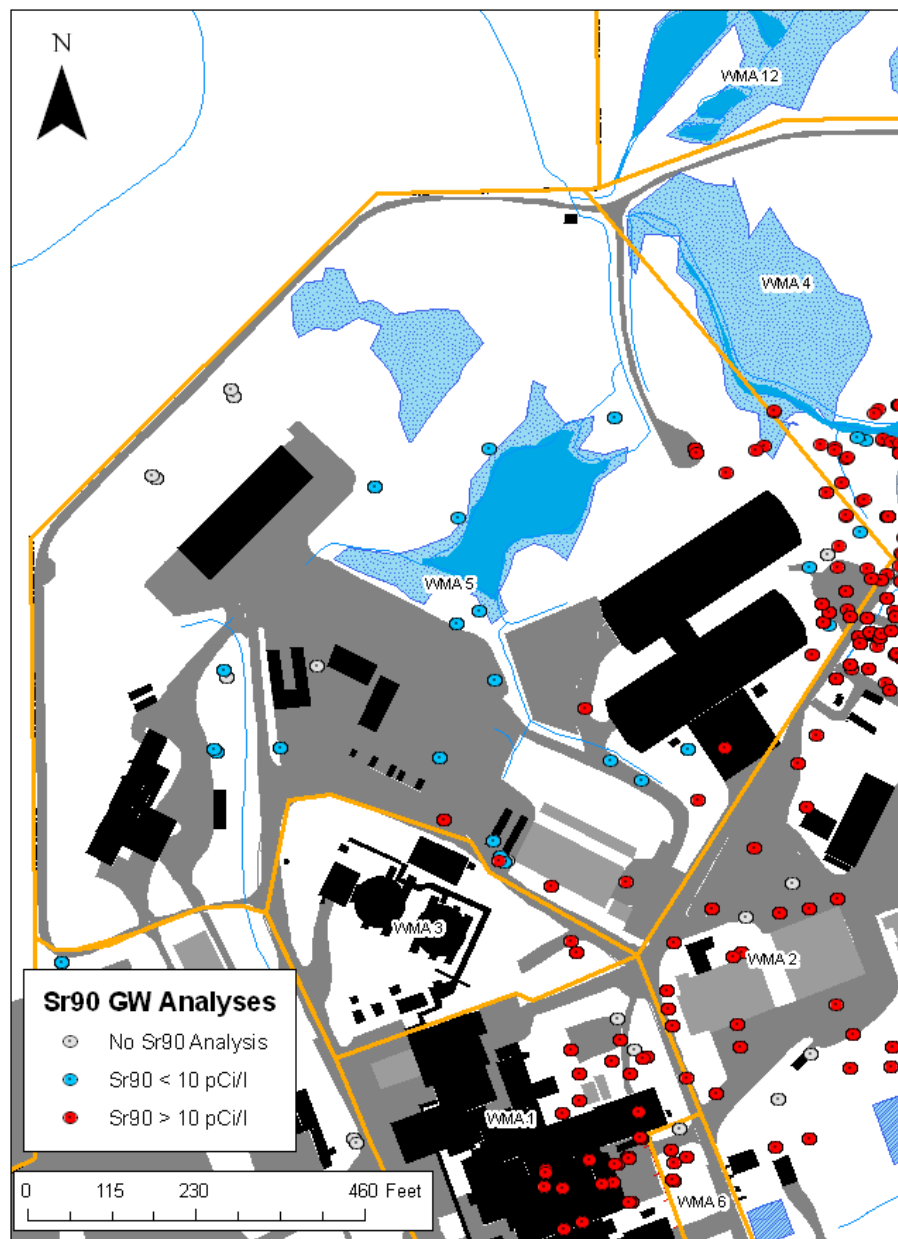 N
WMA 12
WMA 4
WMA 5
WMA 3
WMA 2
Sr90 GW Analyses
No Sr90 Analysis
Sr90 < 10 pCi/l
Sr90 > 10 pCi/l
WMA 1
WMA 6
0 115 230 460 Feet